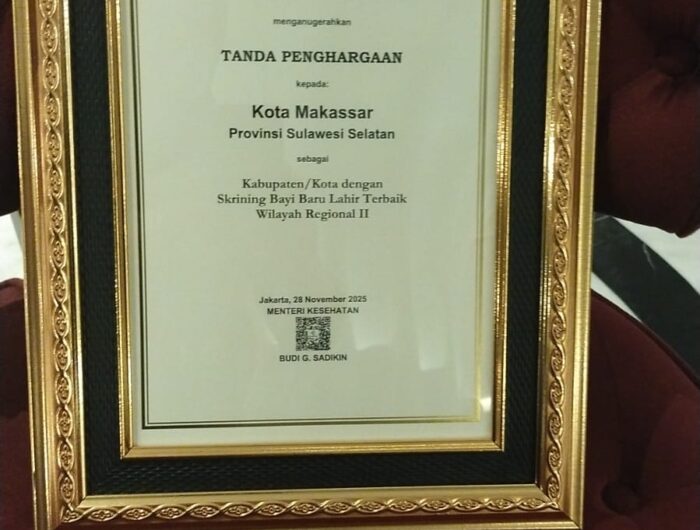 menganugerahkan
TANDA PENGHARGAAN
kepada:
Kota Makassar
Provinsi Sulawesi Selatan
sebagai
Kabupaten/Kota dengan
Skrining Bayi Baru Lahir Terbaik
Wilayah Regional II
Jakarta, 28 November 2025
MENTERI KESEHATAN
BUDI G. SADIKIN